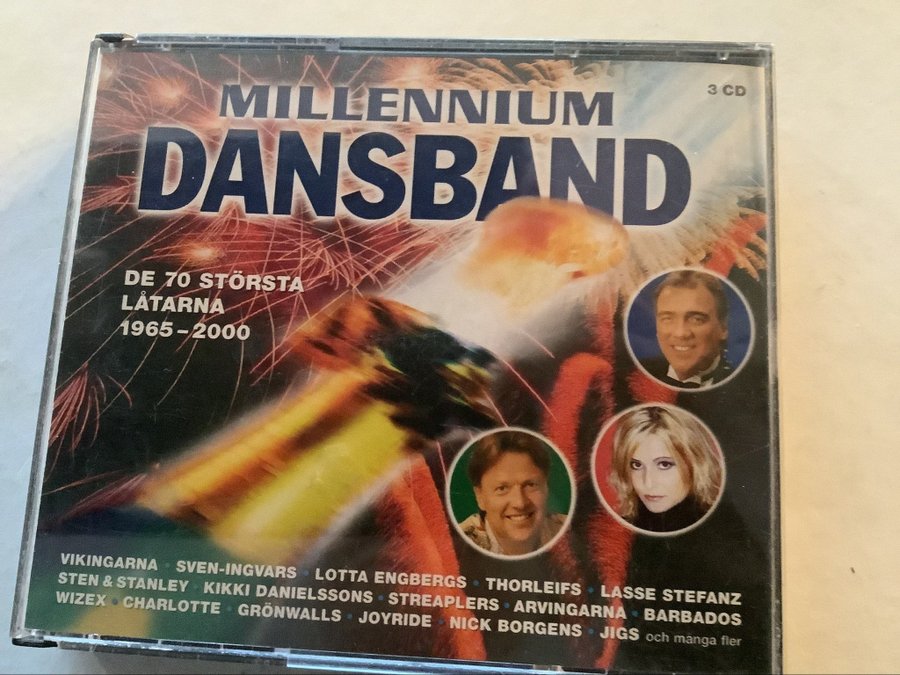 MILLENNIUM
3 CD
DANSBAND
DE 70 STÖRSTA
LÅTARNA
1965–2000
VIKINGARNA · SVEN-INGVARS · LOTTA ENGBERGS · THORLEIFS · LASSE STEFANZ
STEN & STANLEY · KIKKI DANIELSSONS · STREAPLERS · ARVINGARNA · BARBADOS
WIZEX · CHARLOTTE · GRÖNWALLS · JOYRIDE · NICK BORGENS · JIGS och många fler